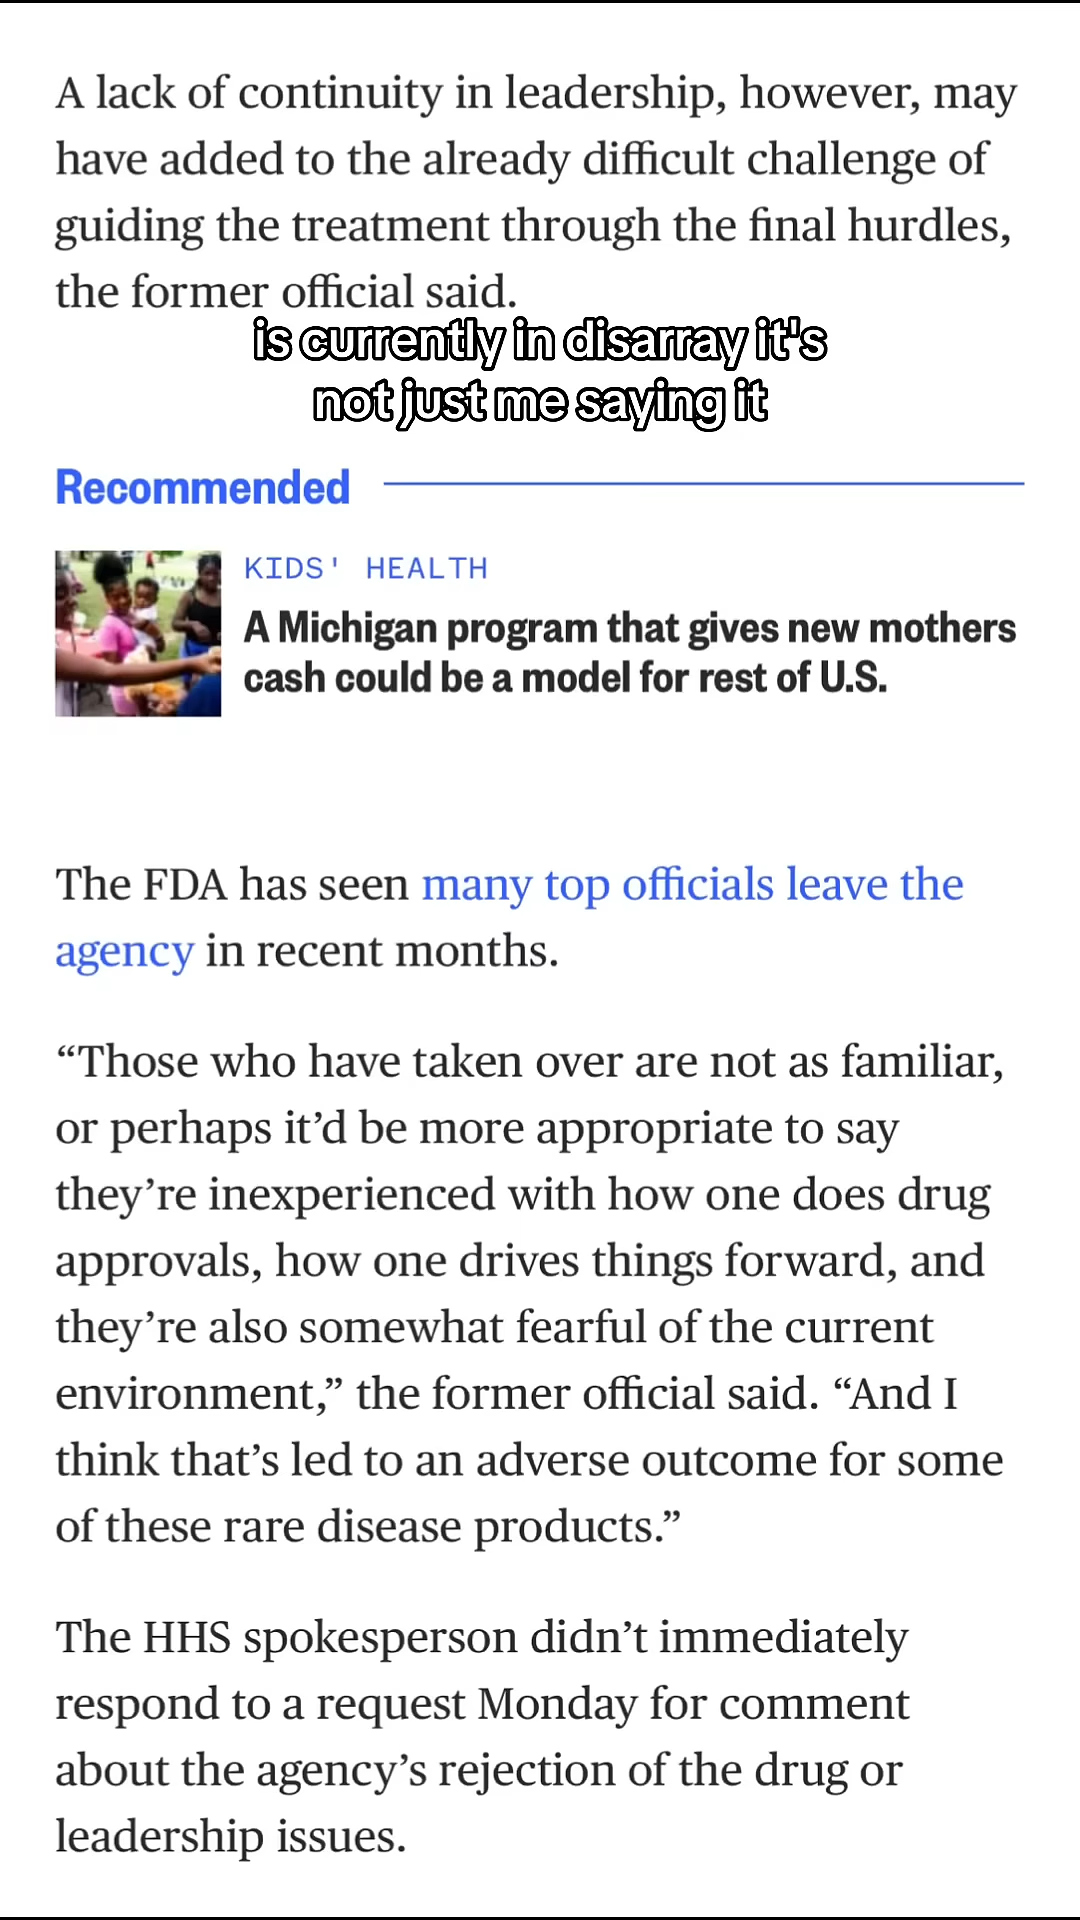 A lack of continuity in leadership, however, may
have added to the already difficult challenge of
guiding the treatment through the final hurdles,
the former official said.
is currently in disarray it's
not just me saying it
Recommended
KIDS' HEALTH
A Michigan program that gives new mothers
cash could be a model for rest of U.S.
The FDA has seen many top officials leave the
agency in recent months.
“Those who have taken over are not as familiar,
or perhaps it’d be more appropriate to say
they’re inexperienced with how one does drug
approvals, how one drives things forward, and
they’re also somewhat fearful of the current
environment,” the former official said. “And I
think that’s led to an adverse outcome for some
of these rare disease products.”
The HHS spokesperson didn’t immediately
respond to a request Monday for comment
about the agency’s rejection of the drug or
leadership issues.